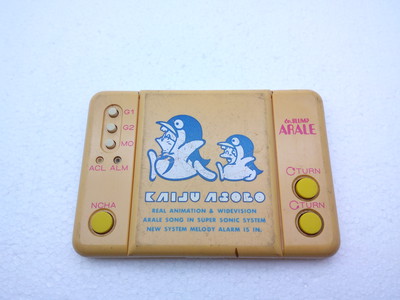 G1
G2
MO
ACL ALM
NCHA
KAIJU ASOBO
REAL ANIMATION & WIDEVISION
ARALE SONG IN SUPER SONIC SYSTEM
NEW SYSTEM MELODY ALARM IS IN.
Dr.SLUMP
ARALE
TURN
TURN